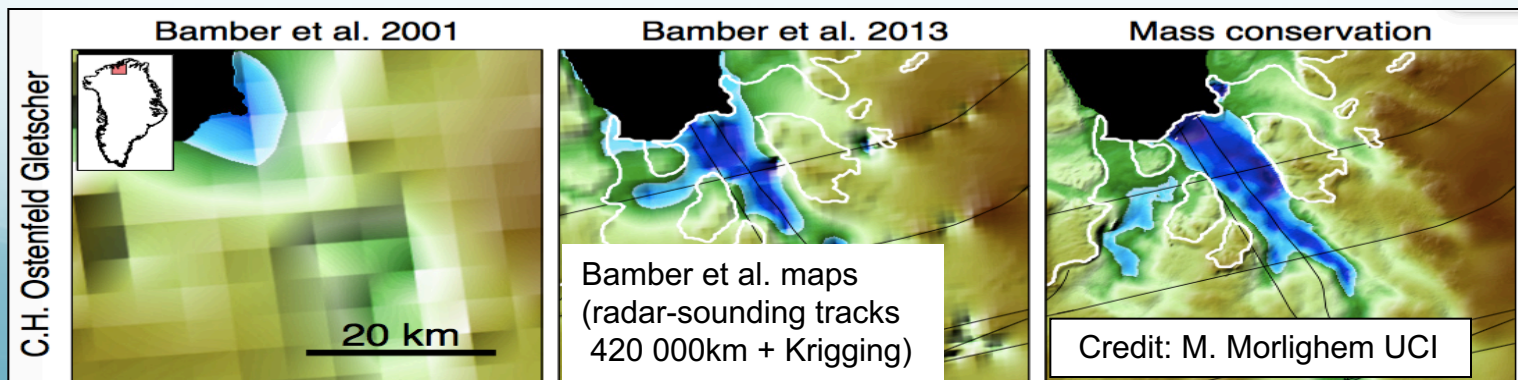 Bamber et al. 2001
Bamber et al. 2013
Mass conservation
C.H. Ostenfeld Gletscher
20 km
Bamber et al. maps
(radar-sounding tracks
420 000km + Krigging)
Credit: M. Morlighem UCI